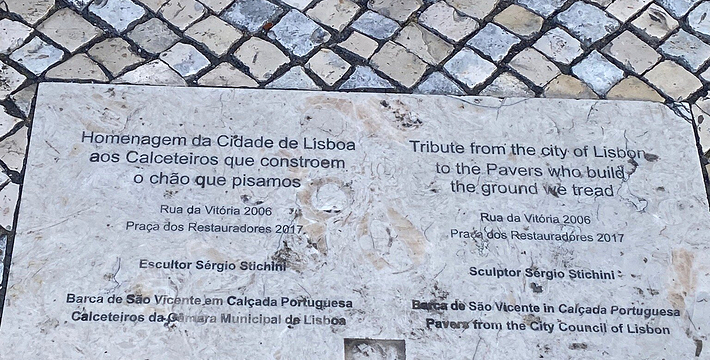 Homenagem da Cidade de Lisboa
aos Calceteiros que constroem
o chão que pisamos
Rua da Vitória 2006
Praça dos Restauradores 2017
Escultor Sérgio Stichini
Barca de São Vicente em Calçada Portuguesa
Calceteiros da Câmara Municipal de Lisboa
Tribute from the city of Lisbon
to the Pavers who build
the ground we tread
Rua da Vitória 2006
Praça dos Restauradores 2017
Sculptor Sérgio Stichini
Barca de São Vicente in Calçada Portuguesa
Pavers from the City Council of Lisbon